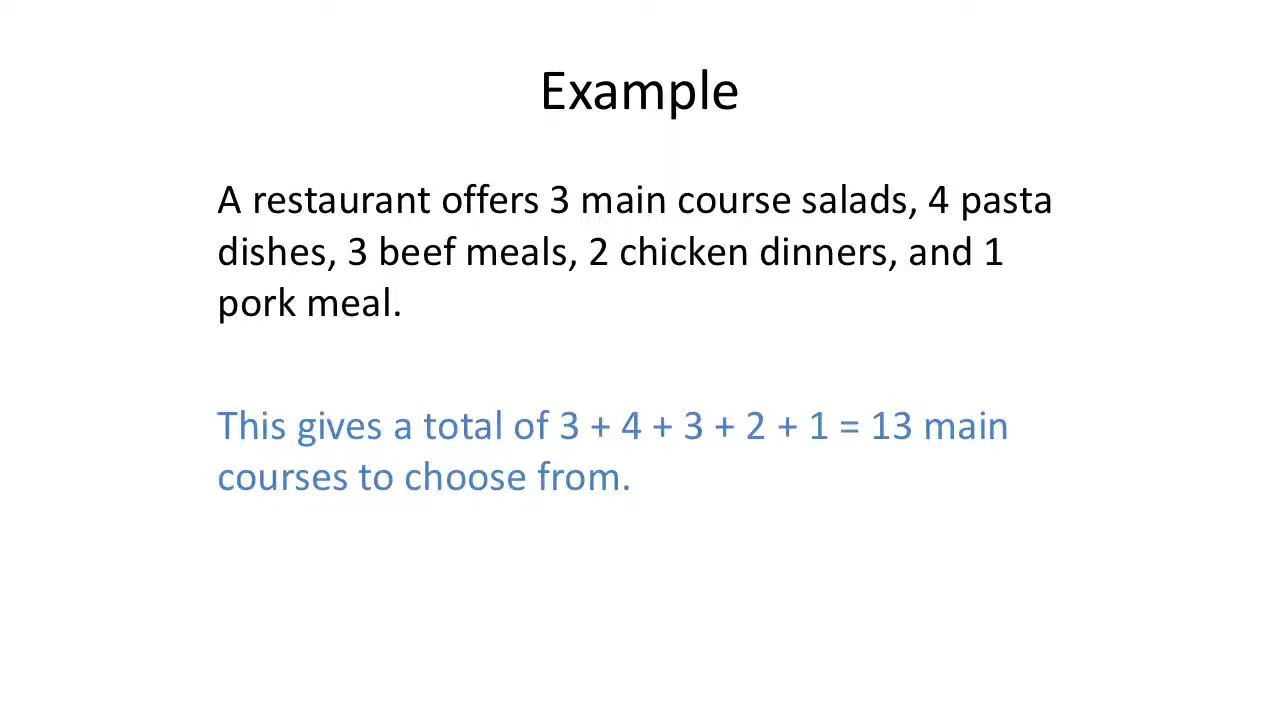 Example
A restaurant offers 3 main course salads, 4 pasta
dishes, 3 beef meals, 2 chicken dinners, and 1
pork meal.
This gives a total of 3 + 4 + 3 + 2 + 1 = 13 main
courses to choose from.